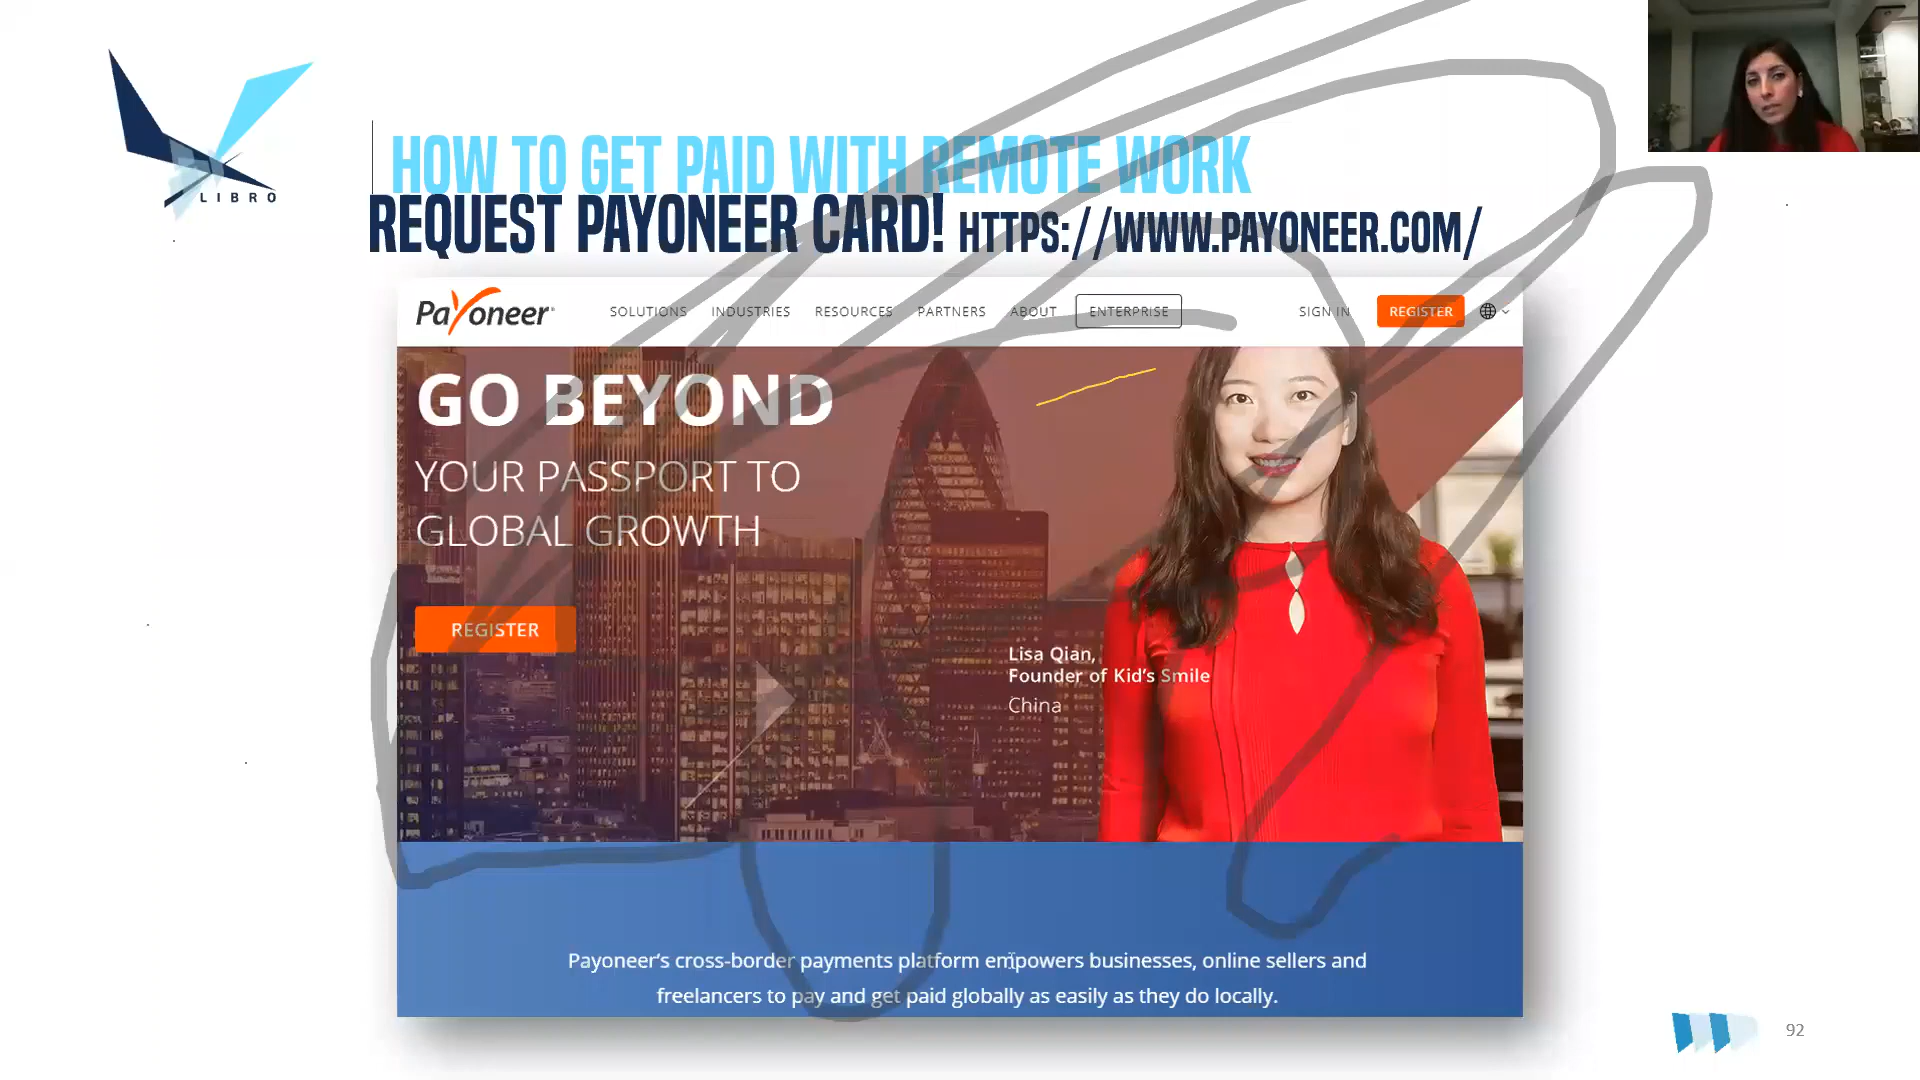 LIBRO
HOW TO GET PAID WITH REMOTE WORK
REQUEST PAYONEER CARD! HTTPS://WWW.PAYONEER.COM/
Payoneer SOLUTIONS INDUSTRIES RESOURCES PARTNERS ABOUT ENTERPRISE SIGN IN REGISTER
GO BEYOND
YOUR PASSPORT TO
GLOBAL GROWTH
REGISTER
Lisa Qian,
Founder of Kid's Smile
China
Payoneer's cross-border payments platform empowers businesses, online sellers and
freelancers to pay and get paid globally as easily as they do locally.
92